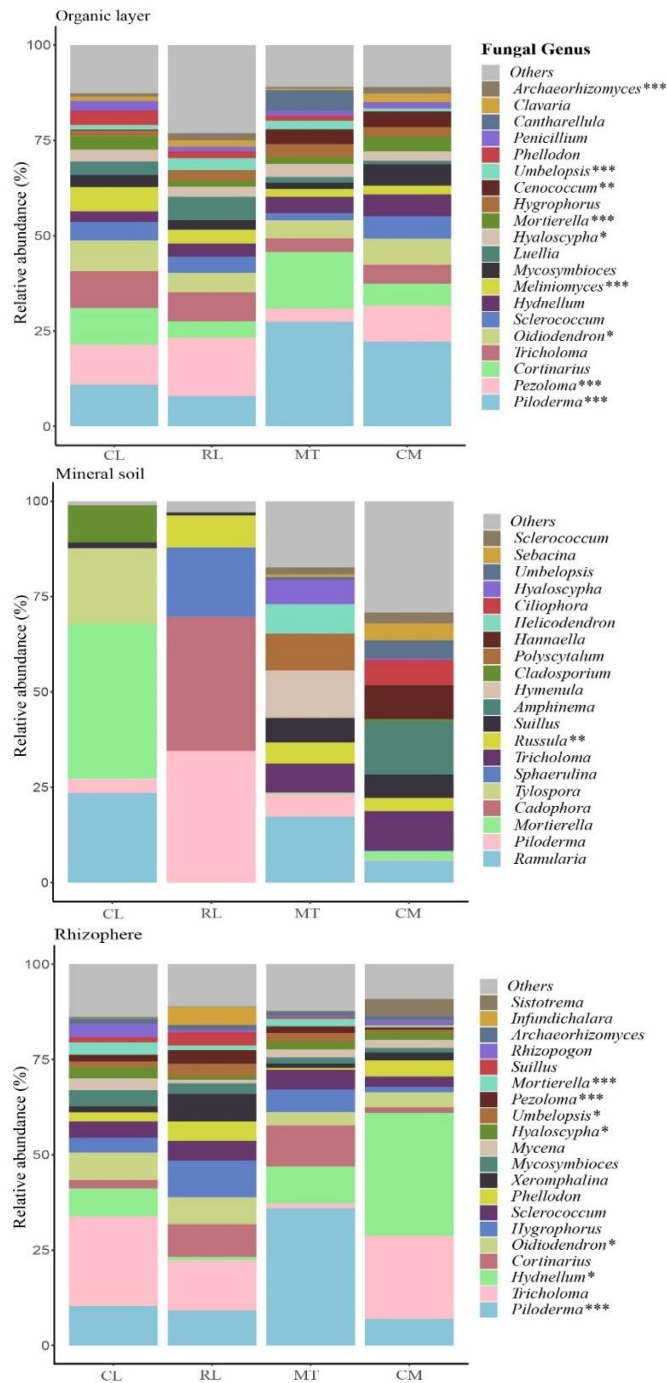 Organic layer
Relative abundance (%)
100
75
50
25
0
CL RL MT CM
Fungal Genus
Others
Archaeorhizomyces***
Clavaria
Cantharellula
Penicillium
Phellodon
Umbelopsis***
Cenococcum**
Hygrophorus
Mortierella***
Hyaloscypha*
Luellia
Mycosymbioces
Meliniomyces***
Hydnellum
Sclerococcum
Oidiodendron*
Tricholoma
Cortinarius
Pezoloma***
Piloderma***
Mineral soil
Relative abundance (%)
100
75
50
25
0
CL RL MT CM
Others
Sclerococcum
Sebacina
Umbelopsis
Hyaloscypha
Ciliophora
Helicodendron
Hannaella
Polyscytalum
Cladosporium
Hymenula
Amphinema
Suillus
Russula**
Tricholoma
Sphaerulina
Tylospora
Cadophora
Mortierella
Piloderma
Ramularia
Rhizophere
Relative abundance (%)
100
75
50
25
0
CL RL MT CM
Others
Sistotrema
Infundichalara
Archaeorhizomyces
Rhizopogon
Suillus
Mortierella***
Pezoloma***
Umbelopsis*
Hyaloscypha*
Mycena
Mycosymbioces
Xeromphalina
Phellodon
Sclerococcum
Hygrophorus
Oidiodendron*
Cortinarius
Hydnellum*
Tricholoma
Piloderma***